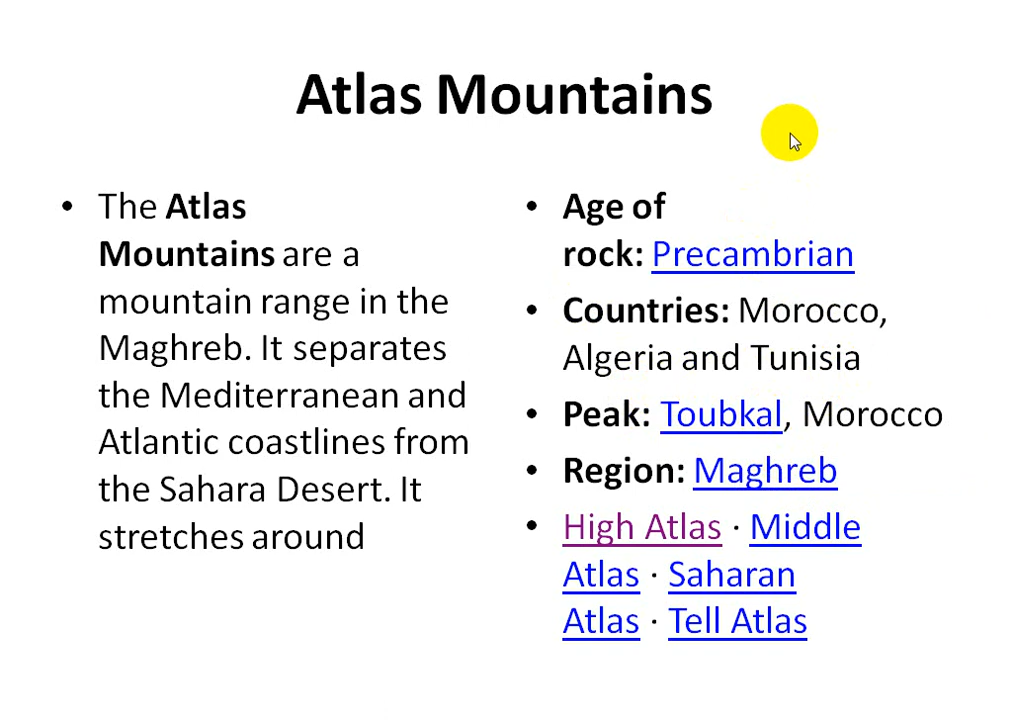 Atlas Mountains
• The Atlas
Mountains are a
mountain range in the
Maghreb. It separates
the Mediterranean and
Atlantic coastlines from
the Sahara Desert. It
stretches around
• Age of
rock: Precambrian
• Countries: Morocco,
Algeria and Tunisia
• Peak: Toubkal, Morocco
• Region: Maghreb
• High Atlas · Middle
Atlas · Saharan
Atlas · Tell Atlas